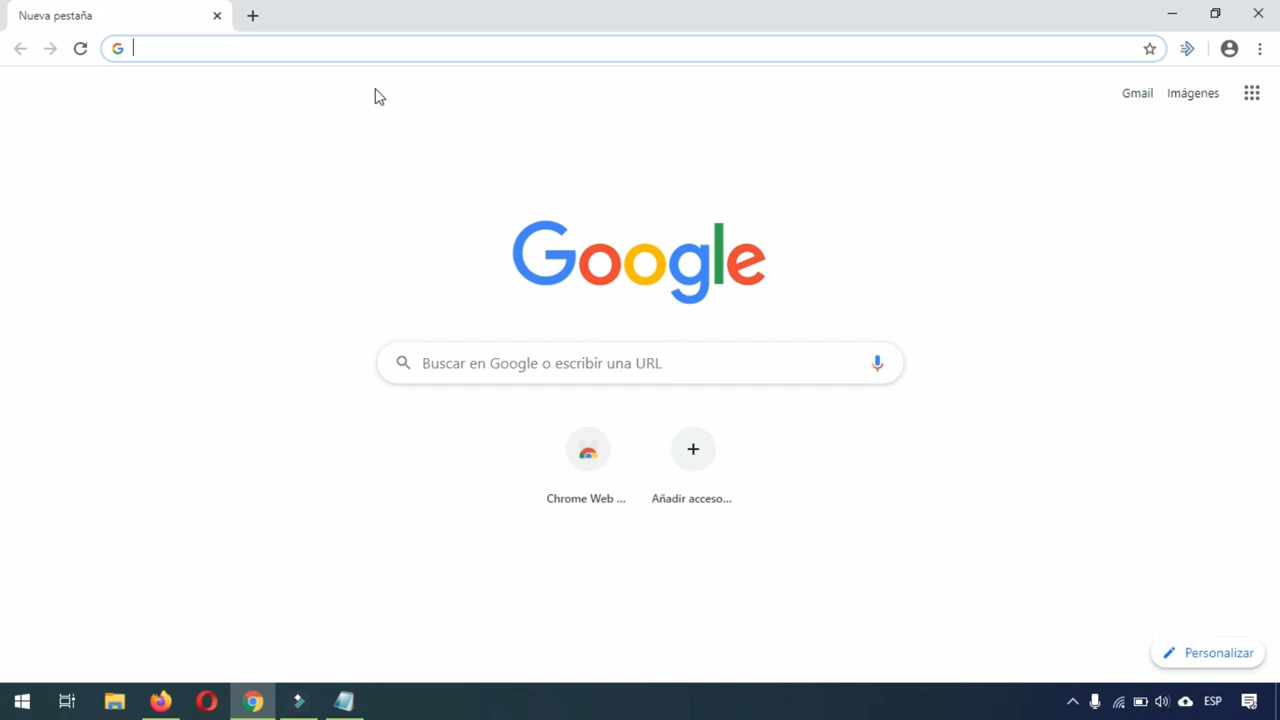 Nueva pestaña
Gmail Imágenes
Google
Buscar en Google o escribir una URL
Chrome Web ... Añadir acceso...
Personalizar
ESP